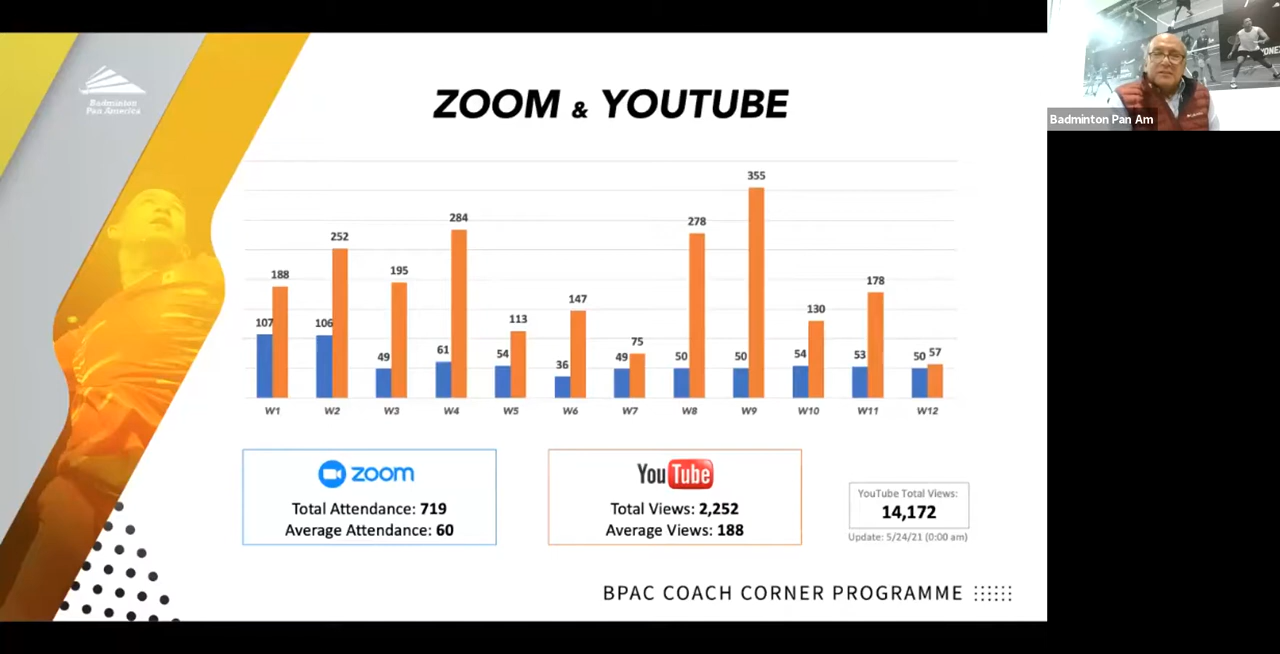 Badminton
Pan America
ZOOM & YOUTUBE
188
107
252
106
195
49
284
61
113
54
147
36
75
49
278
50
355
50
130
54
178
53
57
50
W1 W2 W3 W4 W5 W6 W7 W8 W9 W10 W11 W12
zoom
Total Attendance: 719
Average Attendance: 60
YouTube
Total Views: 2,252
Average Views: 188
YouTube Total Views:
14,172
Update: 5/24/21 (0:00 am)
BPAC COACH CORNER PROGRAMME
Badminton Pan Am